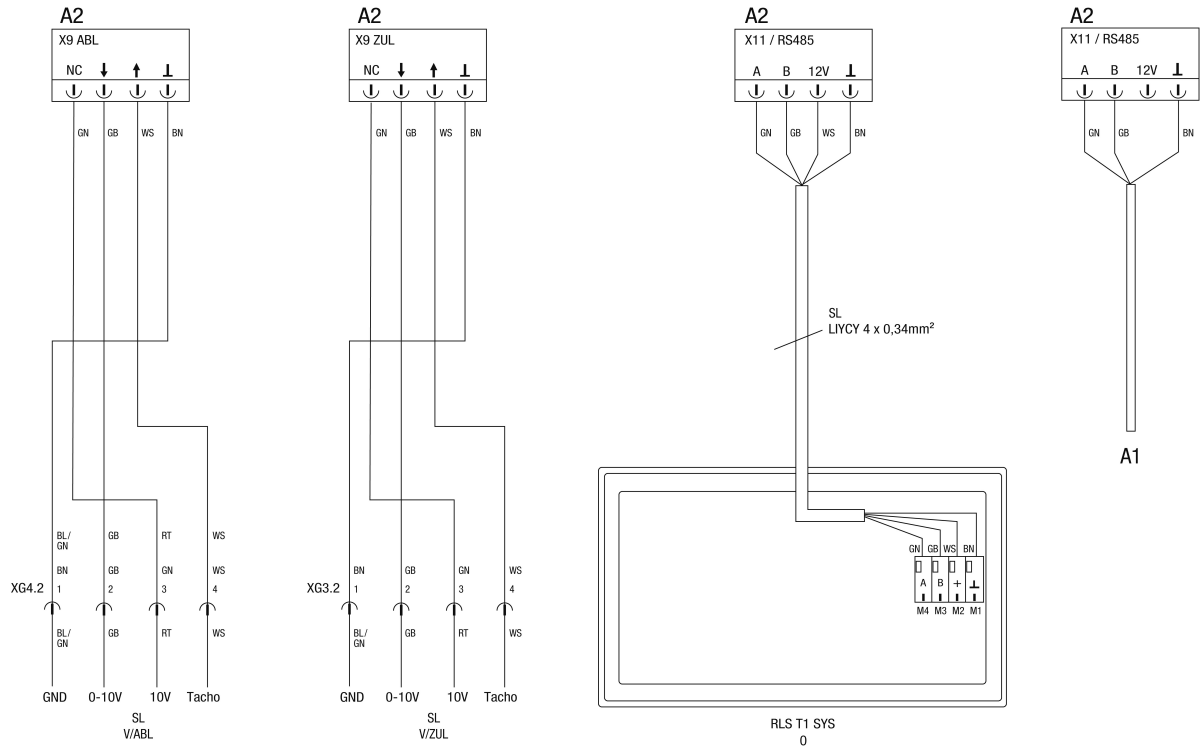 A2
X9 ABL
NC
GN GB WS BN
BL/ GB RT WS
GN
BN GB GN WS
XG4.2 1 2 3 4
BL/ GB RT WS
GN
GND 0-10V 10V Tacho
SL
V/ABL
A2
X9 ZUL
NC
GN GB WS BN
BN GB GN WS
XG3.2 1 2 3 4
BL/ GB RT WS
GN
GND 0-10V 10V Tacho
SL
V/ZUL
A2
X11 / RS485
A B 12V
GN GB WS BN
SL
LIYCY 4 x 0,34mm²
GN GB WS BN
A B +
M4 M3 M2 M1
RLS T1 SYS
0
A2
X11 / RS485
A B 12V
GN GB BN
A1